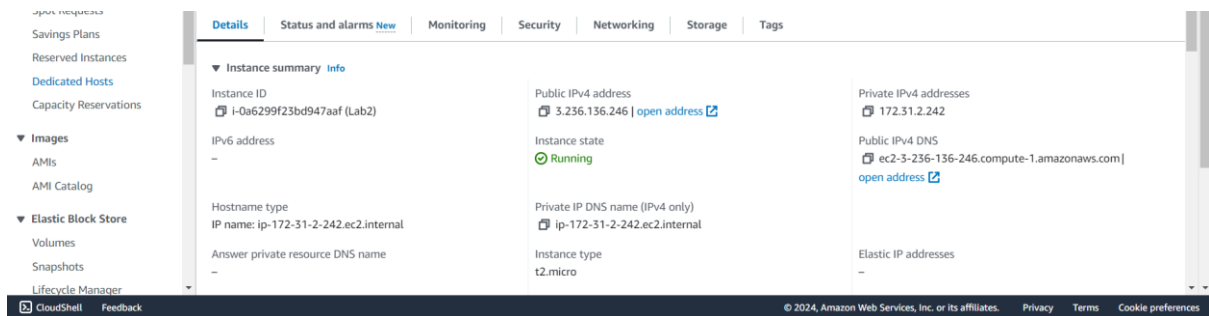 Spot Requests
Savings Plans
Reserved Instances
Dedicated Hosts
Capacity Reservations
Images
AMIs
AMI Catalog
Elastic Block Store
Volumes
Snapshots
Lifecycle Manager
Details Status and alarms New Monitoring Security Networking Storage Tags
Instance summary Info
Instance ID
i-0a6299f23bd947aaf (Lab2)
Public IPv4 address
3.236.136.246 | open address
Private IPv4 addresses
172.31.2.242
IPv6 address
–
Instance state
Running
Public IPv4 DNS
ec2-3-236-136-246.compute-1.amazonaws.com |
open address
Hostname type
IP name: ip-172-31-2-242.ec2.internal
Private IP DNS name (IPv4 only)
ip-172-31-2-242.ec2.internal
Answer private resource DNS name
–
Instance type
t2.micro
Elastic IP addresses
–
CloudShell Feedback © 2024, Amazon Web Services, Inc. or its affiliates. Privacy Terms Cookie preferences